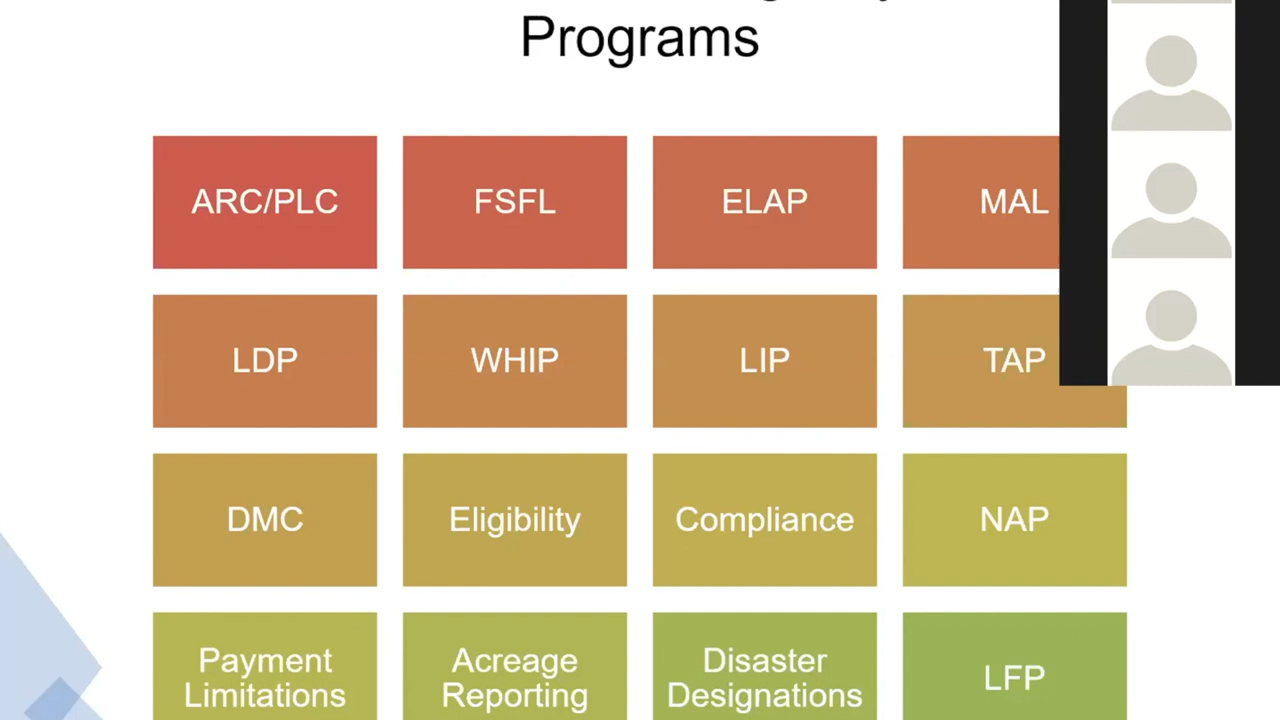 Programs
ARC/PLC
FSFL
ELAP
MAL
LDP
WHIP
LIP
TAP
DMC
Eligibility
Compliance
NAP
Payment
Limitations
Acreage
Reporting
Disaster
Designations
LFP